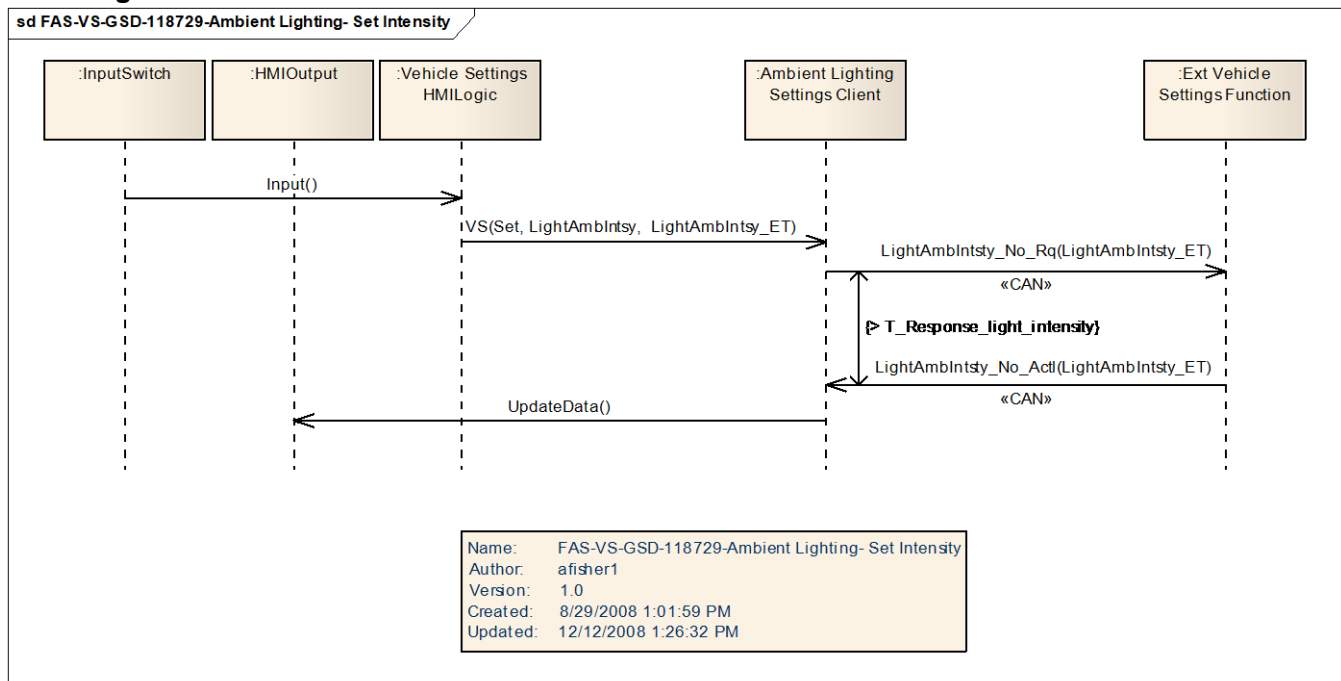 sd FAS-VS-GSD-118729-Ambient Lighting- Set Intensity
:InputSwitch
:HMIOutput
:Vehicle Settings
HMILogic
:Ambient Lighting
Settings Client
:Ext Vehicle
Settings Function
Input()
VS(Set, LightAmbIntsy, LightAmbIntsy_ET)
LightAmbIntsty_No_Rq(LightAmbIntsty_ET)
«CAN»
{> T_Response_light_intensity}
LightAmbIntsty_No_Actl(LightAmbIntsty_ET)
«CAN»
UpdateData()
Name: FAS-VS-GSD-118729-Ambient Lighting- Set Intensity
Author: afisher1
Version: 1.0
Created: 8/29/2008 1:01:59 PM
Updated: 12/12/2008 1:26:32 PM